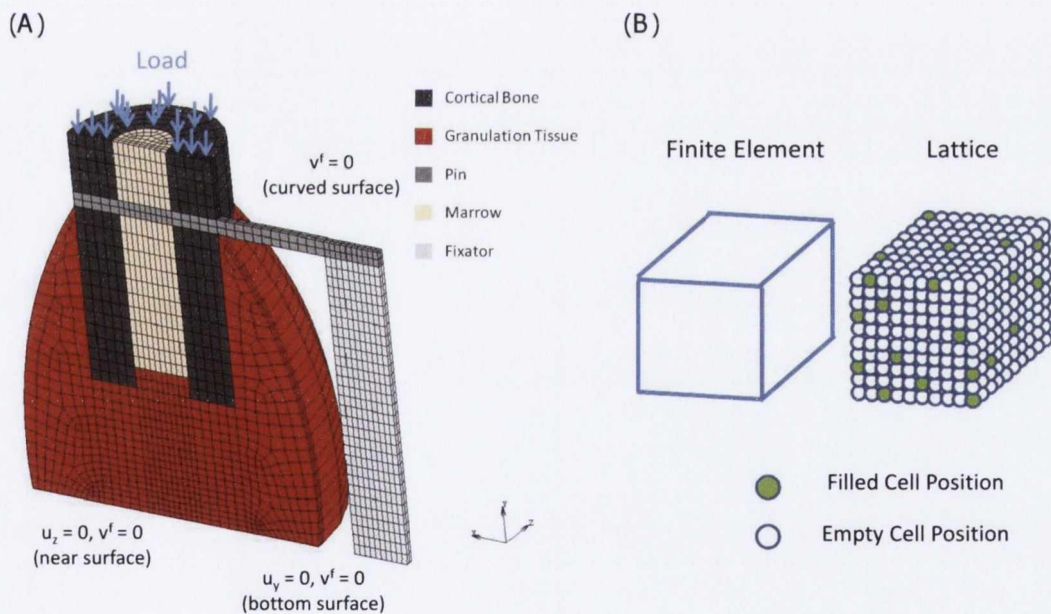 (A)
Load
Cortical Bone
Granulation Tissue
Pin
Marrow
Fixator
vᶠ = 0
(curved surface)
u_z = 0, vᶠ = 0
(near surface)
u_y = 0, vᶠ = 0
(bottom surface)
(B)
Finite Element
Lattice
Filled Cell Position
Empty Cell Position